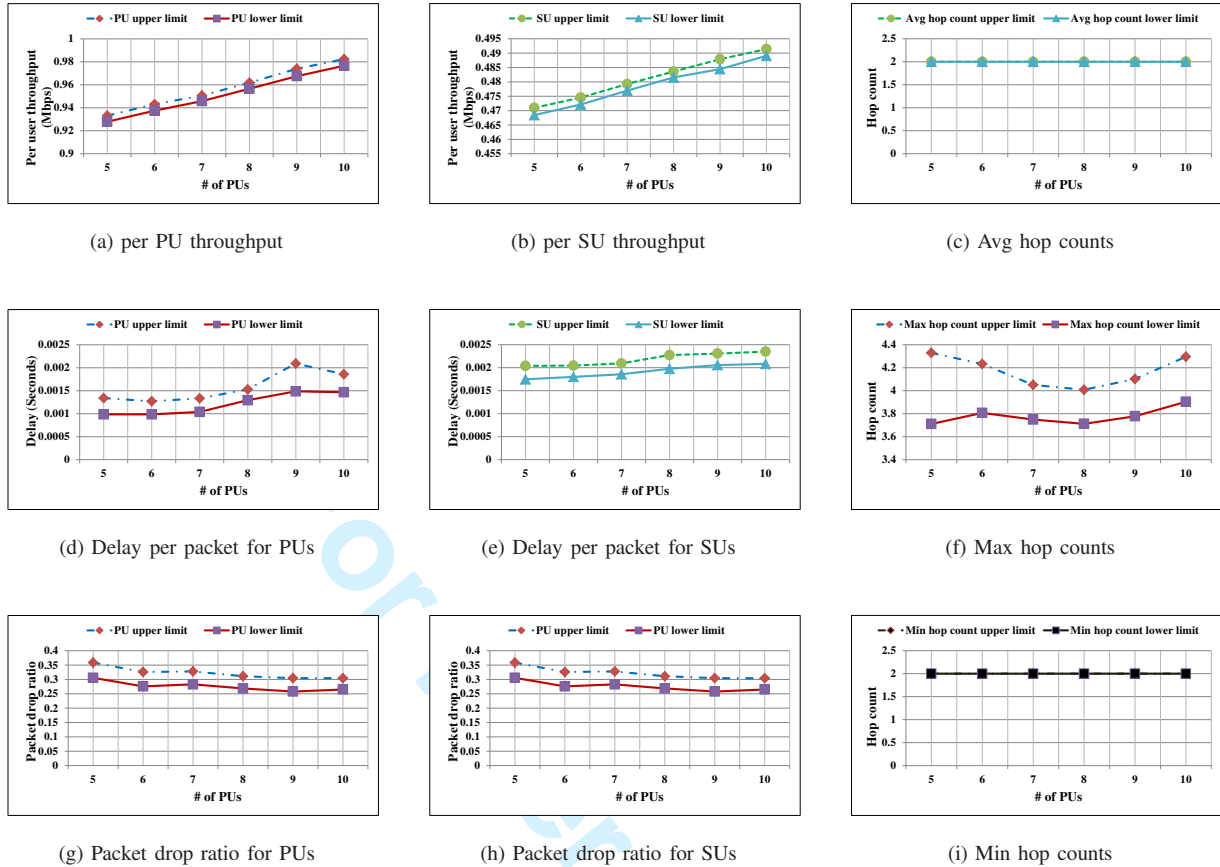 PU upper limit PU lower limit
1
0.98
0.96
0.94
0.92
0.9
Per user throughput
(Mbps)
5 6 7 8 9 10
# of PUs
(a) per PU throughput
SU upper limit SU lower limit
0.495
0.49
0.485
0.48
0.475
0.47
0.465
0.46
0.455
Per user throughput
(Mbps)
5 6 7 8 9 10
# of PUs
(b) per SU throughput
Avg hop count upper limit Avg hop count lower limit
2.5
2
1.5
1
0.5
0
Hop count
5 6 7 8 9 10
# of PUs
(c) Avg hop counts
PU upper limit PU lower limit
0.0025
0.002
0.0015
0.001
0.0005
0
Delay (Seconds)
5 6 7 8 9 10
# of PUs
(d) Delay per packet for PUs
SU upper limit SU lower limit
0.0025
0.002
0.0015
0.001
0.0005
0
Delay (Seconds)
5 6 7 8 9 10
# of PUs
(e) Delay per packet for SUs
Max hop count upper limit Max hop count lower limit
4.4
4.2
4
3.8
3.6
3.4
Hop count
5 6 7 8 9 10
# of PUs
(f) Max hop counts
PU upper limit PU lower limit
0.4
0.35
0.3
0.25
0.2
0.15
0.1
0.05
0
Packet drop ratio
5 6 7 8 9 10
# of PUs
(g) Packet drop ratio for PUs
PU upper limit PU lower limit
0.4
0.35
0.3
0.25
0.2
0.15
0.1
0.05
0
Packet drop ratio
5 6 7 8 9 10
# of PUs
(h) Packet drop ratio for SUs
Min hop count upper limit Min hop count lower limit
2.5
2
1.5
1
0.5
0
Hop count
5 6 7 8 9 10
# of PUs
(i) Min hop counts